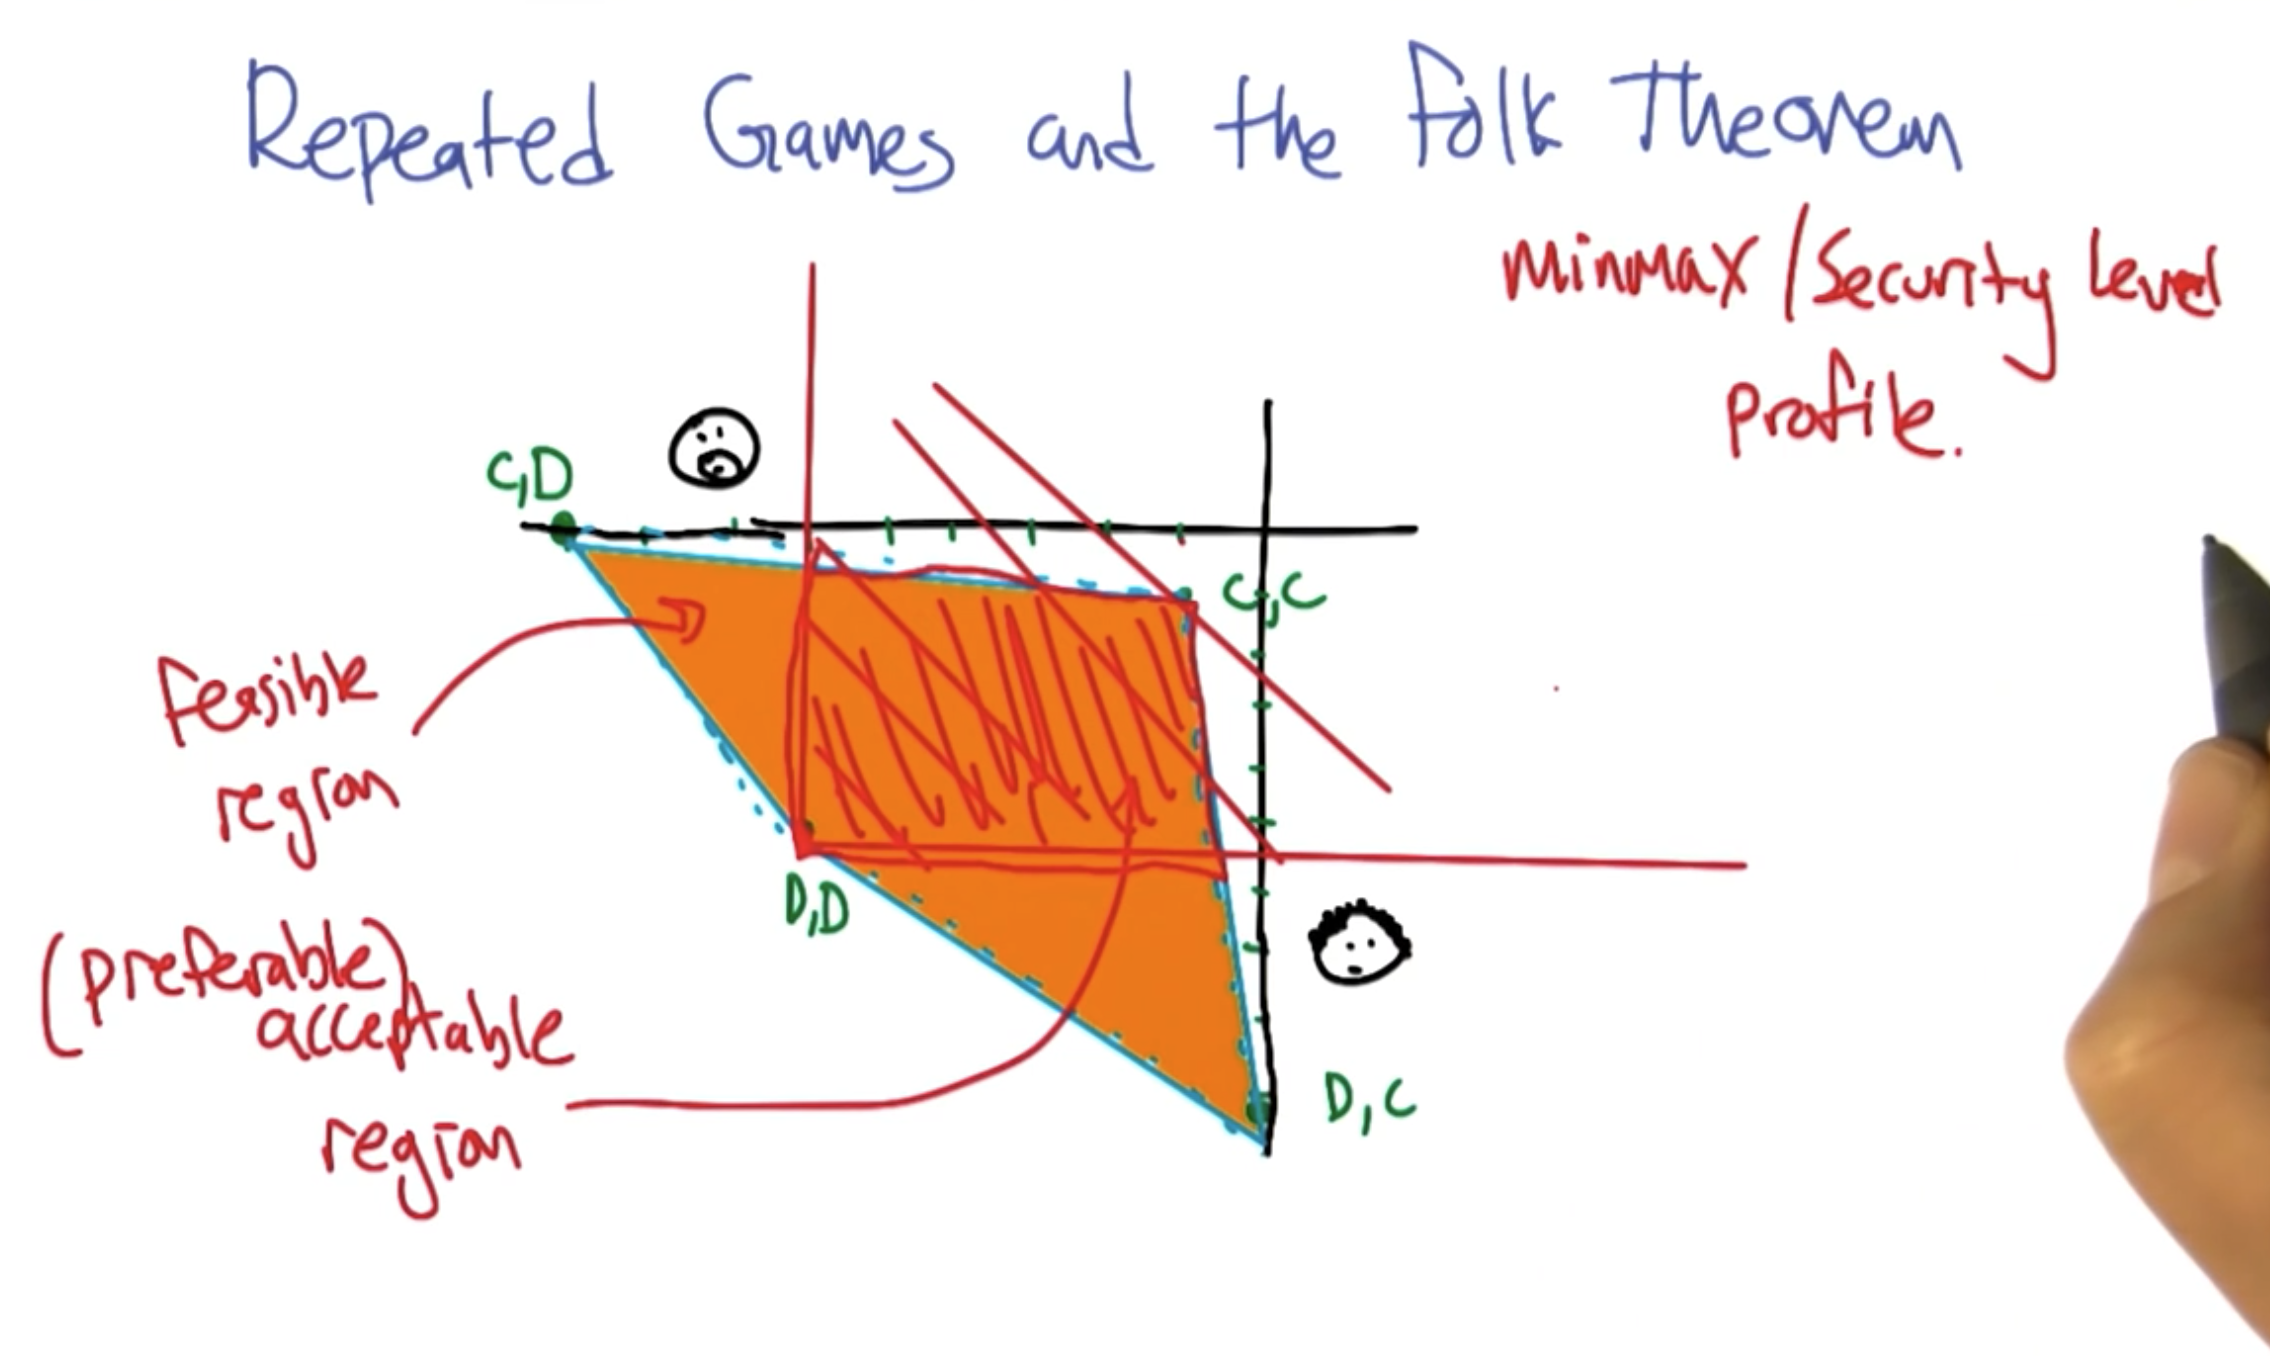 Repeated Games and the Folk Theorem
minmax/Security Level
profile.
C,D
C,C
Feasible
region
D,D
(preferable)
acceptable
region
D,C